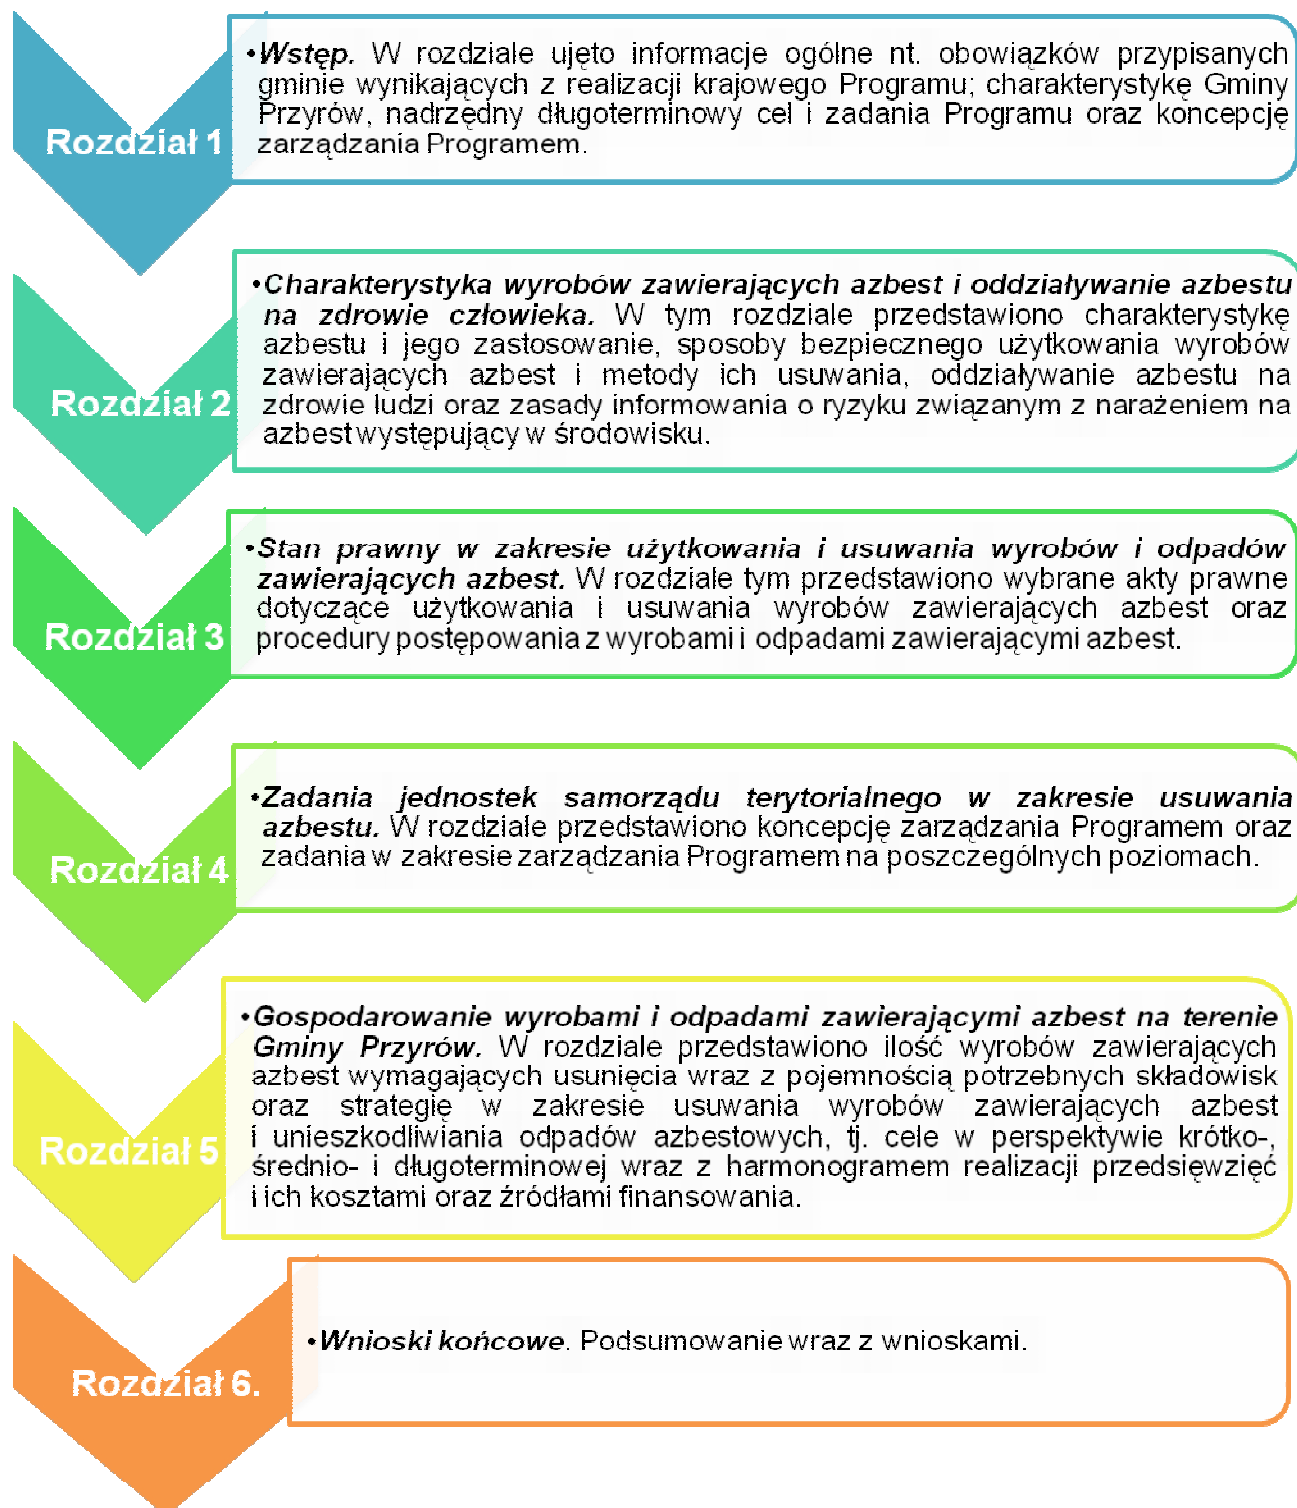 •Wstęp. W rozdziale ujęto informacje ogólne nt. obowiązków przypisanych
gminie wynikających z realizacji krajowego Programu; charakterystykę Gminy
Przyrów, nadrzędny długoterminowy cel i zadania Programu oraz koncepcję
zarządzania Programem.
Rozdział 1
•Charakterystyka wyrobów zawierających azbest i oddziaływanie azbestu
na zdrowie człowieka. W tym rozdziale przedstawiono charakterystykę
azbestu i jego zastosowanie, sposoby bezpiecznego użytkowania wyrobów
zawierających azbest i metody ich usuwania, oddziaływanie azbestu na
zdrowie ludzi oraz zasady informowania o ryzyku związanym z narażeniem na
azbest występujący w środowisku.
Rozdział 2
•Stan prawny w zakresie użytkowania i usuwania wyrobów i odpadów
zawierających azbest. W rozdziale tym przedstawiono wybrane akty prawne
dotyczące użytkowania i usuwania wyrobów zawierających azbest oraz
procedury postępowania z wyrobami i odpadami zawierającymi azbest.
Rozdział 3
•Zadania jednostek samorządu terytorialnego w zakresie usuwania
azbestu. W rozdziale przedstawiono koncepcję zarządzania Programem oraz
zadania w zakresie zarządzania Programem na poszczególnych poziomach.
Rozdział 4
•Gospodarowanie wyrobami i odpadami zawierającymi azbest na terenie
Gminy Przyrów. W rozdziale przedstawiono ilość wyrobów zawierających
azbest wymagających usunięcia wraz z pojemnością potrzebnych składowisk
oraz strategię w zakresie usuwania wyrobów zawierających azbest
i unieszkodliwiania odpadów azbestowych, tj. cele w perspektywie krótko-,
średnio- i długoterminowej wraz z harmonogramem realizacji przedsięwzięć
i ich kosztami oraz źródłami finansowania.
Rozdział 5
•Wnioski końcowe. Podsumowanie wraz z wnioskami.
Rozdział 6.